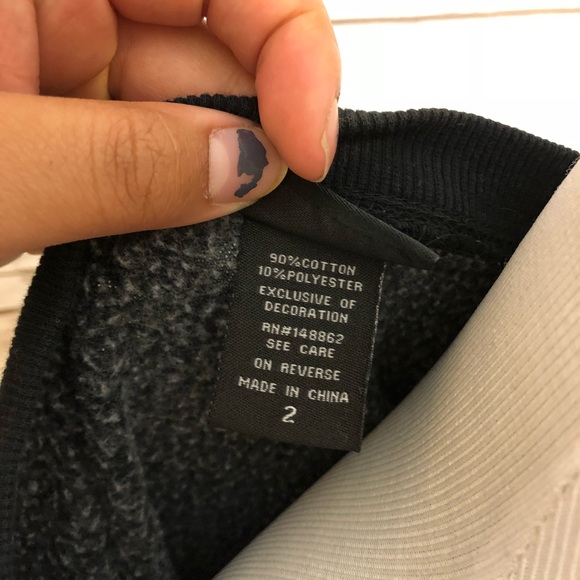 90%COTTON
10%POLYESTER
EXCLUSIVE OF
DECORATION
RN#148862
SEE CARE
ON REVERSE
MADE IN CHINA
2